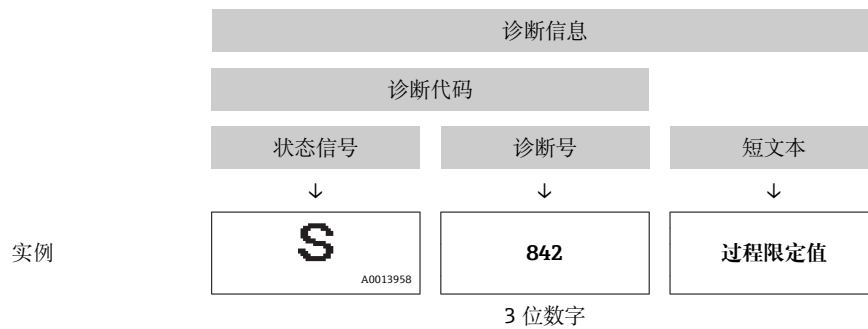 诊断信息
诊断代码
状态信号 诊断号 短文本
↓ ↓ ↓
实例 S 842 过程限定值
A0013958
3 位数字